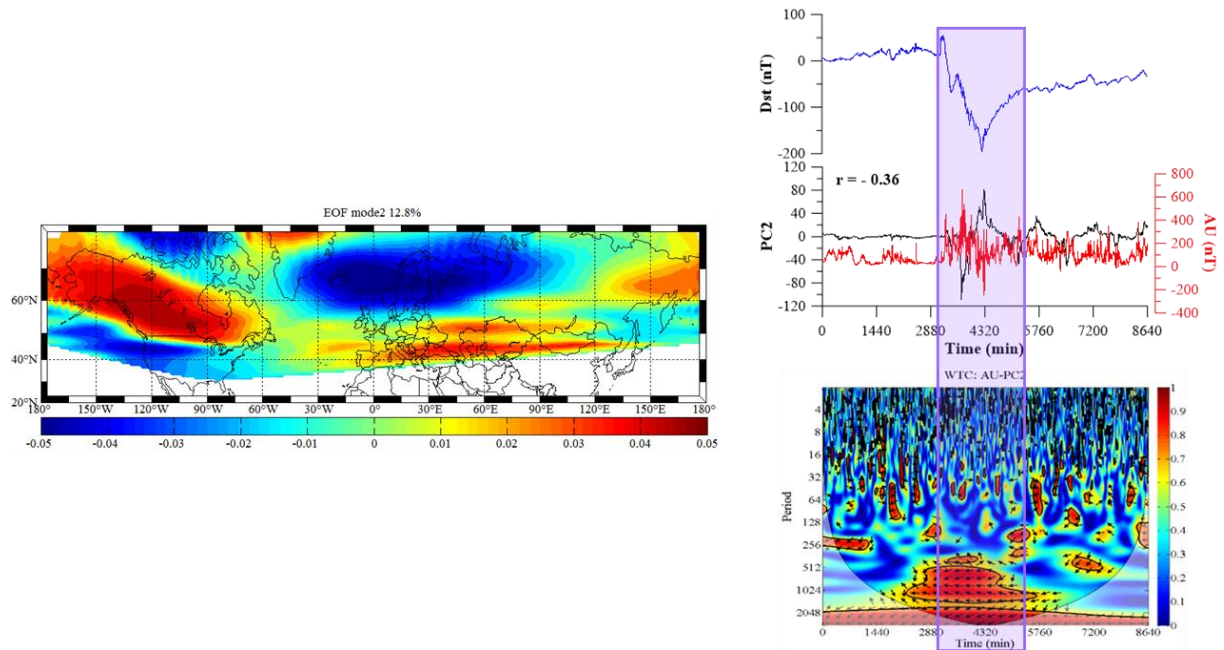 EOF mode2 12.8%
60°N
40°N
20°N
180° 150°W 120°W 90°W 60°W 30°W 0° 30°E 60°E 90°E 120°E 150°E 180°
-0.05 -0.04 -0.03 -0.02 -0.01 0 0.01 0.02 0.03 0.04 0.05
100
0
-100
-200
Dst (nT)
120
80
40
0
-40
-80
-120
PC2
r = - 0.36
800
600
400
200
0
-200
-400
AU (nT)
0 1440 2880 4320 5760 7200 8640
Time (min)
WTC: AU-PC2
4
8
16
32
64
128
256
512
1024
2048
Period
1
0.9
0.8
0.7
0.6
0.5
0.4
0.3
0.2
0.1
0
0 1440 2880 4320 5760 7200 8640
Time (min)